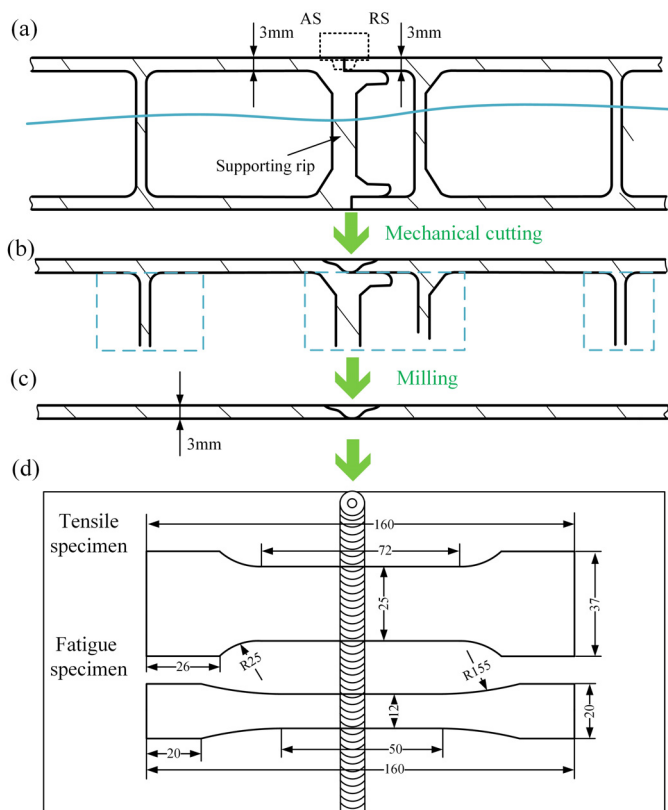 (a)
AS
RS
3mm
3mm
Supporting rip
Mechanical cutting
(b)
Milling
(c)
3mm
(d)
Tensile
specimen
160
72
25
37
26
R25
R155
Fatigue
specimen
12
20
20
50
160